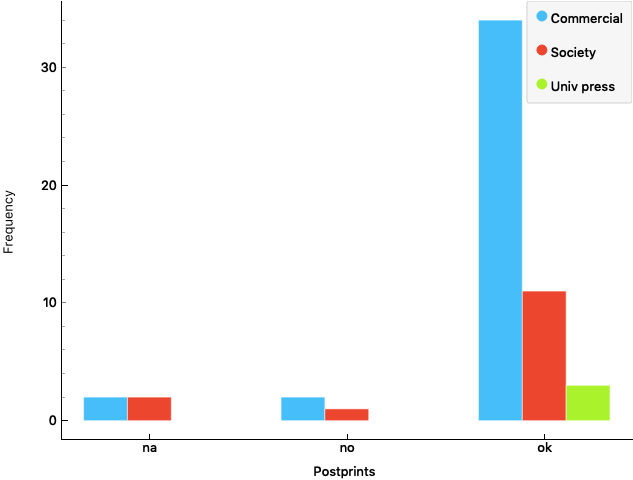 Commercial
Society
Univ press
Frequency
30
20
10
0
na
no
ok
Postprints